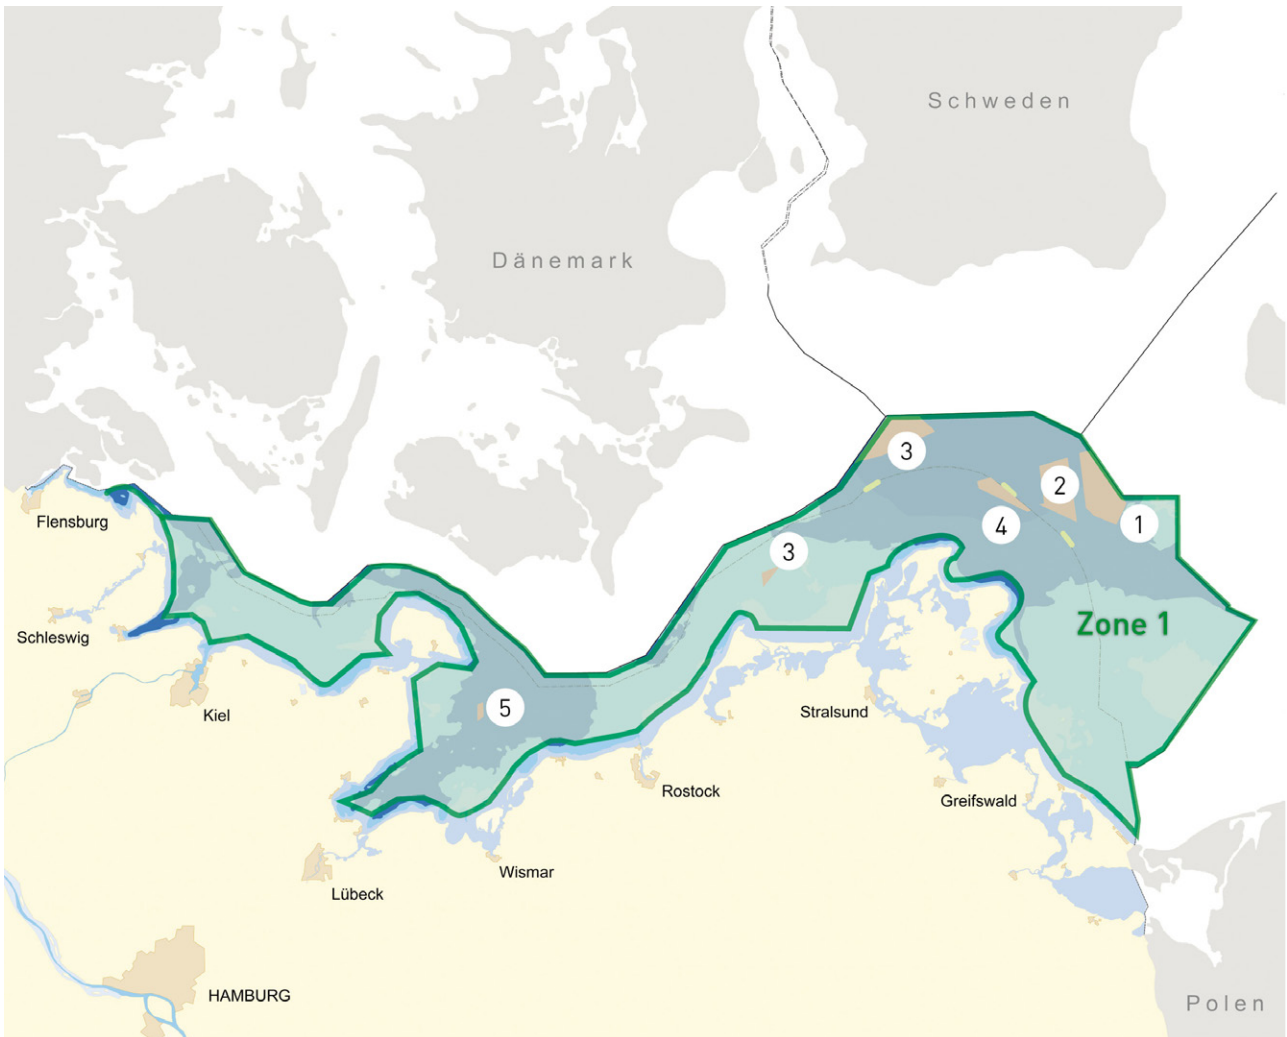 Schweden
Dänemark
3
2
1
4
3
Flensburg
Zone 1
Schleswig
5
Kiel
Stralsund
Rostock
Greifswald
Wismar
Lübeck
HAMBURG
Polen